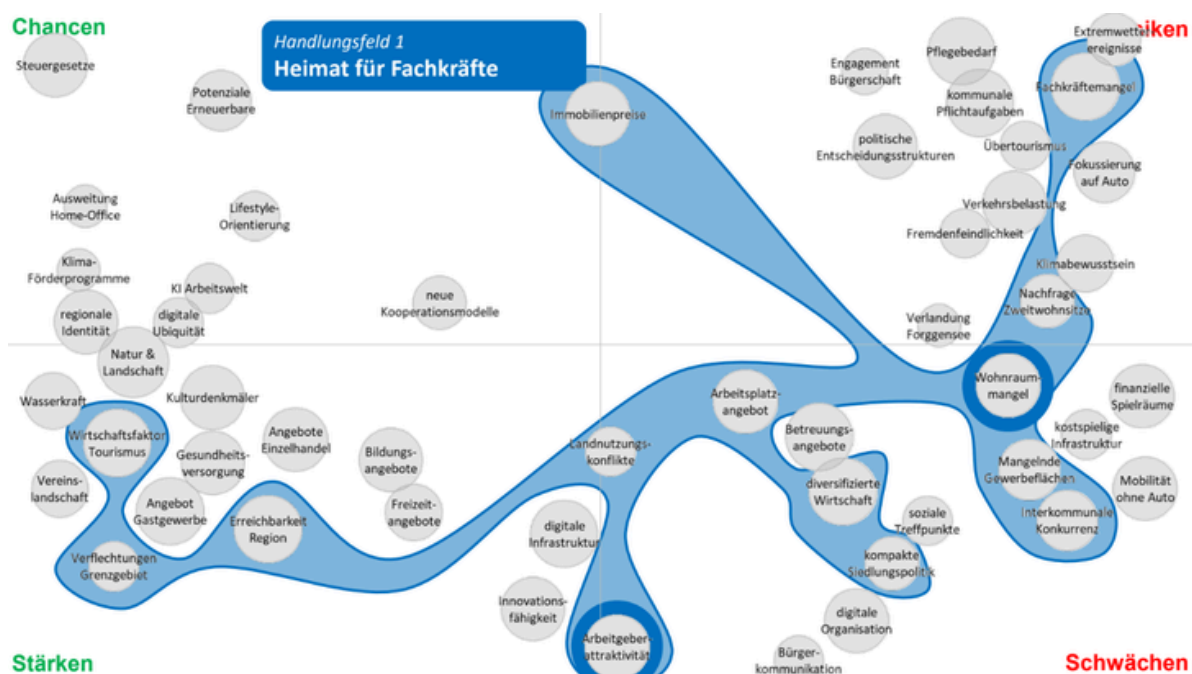 Chancen
Handlungsfeld 1
Heimat für Fachkräfte
iken
Steuergesetze
Potenziale
Erneuerbare
Immobilienpreise
Engagement
Bürgerschaft
Pflegebedarf
Extremwetter-
ereignisse
kommunale
Pflichtaufgaben
Fachkräftemangel
politische
Entscheidungsstrukturen
Übertourismus
Fokussierung
auf Auto
Ausweitung
Home-Office
Lifestyle-
Orientierung
Verkehrsbelastung
Fremdenfeindlichkeit
Klima-
Förderprogramme
KI Arbeitswelt
Klimabewusstsein
regionale
Identität
digitale
Ubiquität
neue
Kooperationsmodelle
Nachfrage
Zweitwohnsitze
Verlandung
Forggensee
Natur &
Landschaft
Wasserkraft
Kulturdenkmäler
Arbeitsplatz-
angebot
Wohnraum-
mangel
finanzielle
Spielräume
Wirtschaftsfaktor
Tourismus
Angebote
Einzelhandel
Gesundheits-
versorgung
Bildungs-
angebote
Landnutzungs-
konflikte
Betreuungs-
angebote
kostspielige
Infrastruktur
Vereins-
landschaft
Angebot
Gastgewerbe
Erreichbarkeit
Region
Freizeit-
angebote
diversifizierte
Wirtschaft
Mangelnde
Gewerbeflächen
Mobilität
ohne Auto
digitale
Infrastruktur
soziale
Treffpunkte
Interkommunale
Konkurrenz
Verflechtungen
Grenzgebiet
kompakte
Siedlungspolitik
Innovations-
fähigkeit
digitale
Organisation
Arbeitgeber-
attraktivität
Bürger-
kommunikation
Stärken
Schwächen